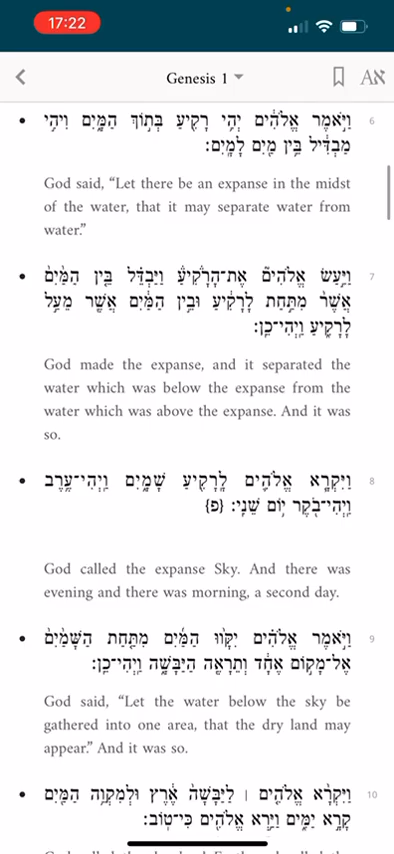 17:22
Genesis 1
Aא
וַיֹּ֣אמֶר אֱלֹהִ֔ים יְהִ֥י רָקִ֖יעַ בְּת֣וֹךְ הַמָּ֑יִם וִיהִ֣י
6
מַבְדִּ֔יל בֵּ֥ין מַ֖יִם לָמָֽיִם׃
God said, “Let there be an expanse in the midst
of the water, that it may separate water from
water.”
וַיַּ֣עַשׂ אֱלֹהִים֮ אֶת־הָרָקִ֒יעַ֒ וַיַּבְדֵּ֗ל בֵּ֤ין הַמַּ֙יִם֙
7
אֲשֶׁר֙ מִתַּ֣חַת לָרָקִ֔יעַ וּבֵ֣ין הַמַּ֔יִם אֲשֶׁ֖ר מֵעַ֣ל
לָרָקִ֑יעַ וַֽיְהִי־כֵֽן׃
God made the expanse, and it separated the
water which was below the expanse from the
water which was above the expanse. And it was
so.
וַיִּקְרָ֧א אֱלֹהִ֛ים לָֽרָקִ֖יעַ שָׁמָ֑יִם וַֽיְהִי־עֶ֥רֶב
8
וַֽיְהִי־בֹ֖קֶר י֥וֹם שֵׁנִֽי׃ {פ}
God called the expanse Sky. And there was
evening and there was morning, a second day.
וַיֹּ֣אמֶר אֱלֹהִ֗ים יִקָּו֨וּ הַמַּ֜יִם מִתַּ֤חַת הַשָּׁמַ֙יִם֙
9
אֶל־מָק֣וֹם אֶחָ֔ד וְתֵרָאֶ֖ה הַיַּבָּשָׁ֑ה וַֽיְהִי־כֵֽן׃
God said, “Let the water below the sky be
gathered into one area, that the dry land may
appear.” And it was so.
וַיִּקְרָ֨א אֱלֹהִ֤ים ׀ לַיַּבָּשָׁה֙ אֶ֔רֶץ וּלְמִקְוֵ֥ה הַמַּ֖יִם
10
קָרָ֣א יַמִּ֑ים וַיַּ֥רְא אֱלֹהִ֖ים כִּי־טֽוֹב׃